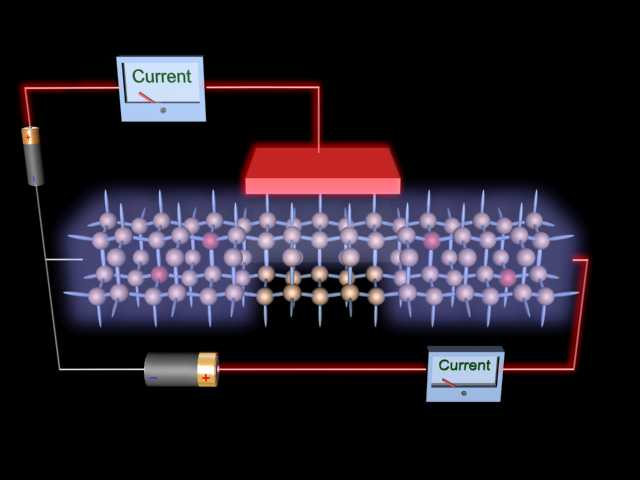 Current
+
-
Current
- +